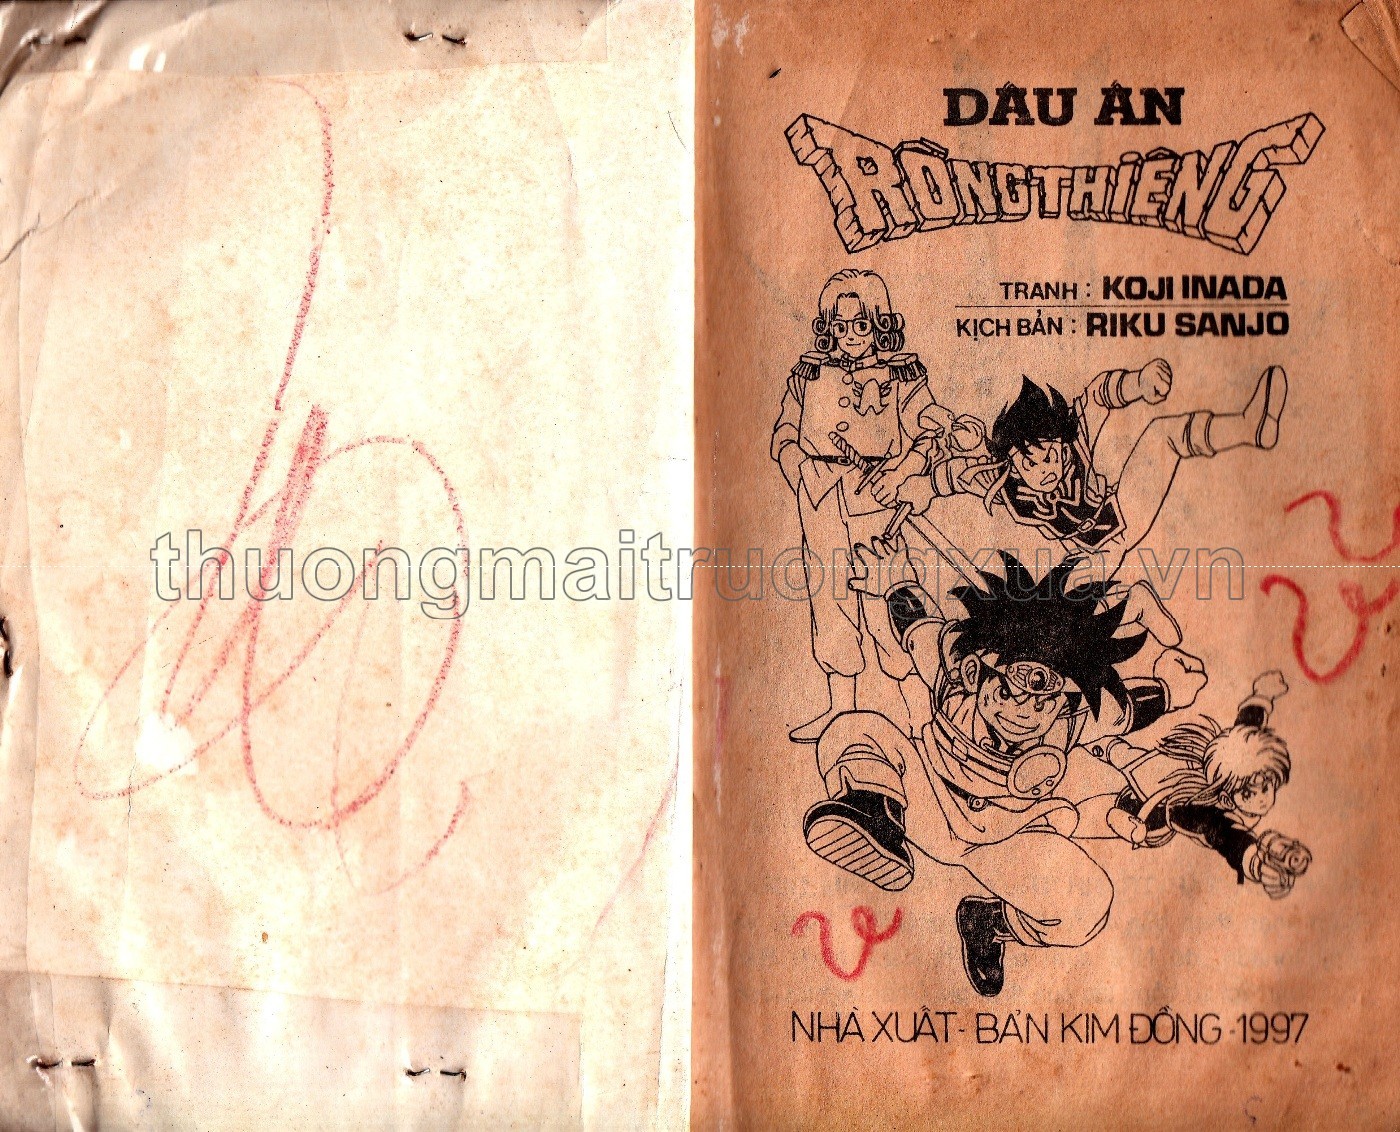 DẤU ẤN
RỒNG THIÊNG
TRANH : KOJI INADA
KỊCH BẢN : RIKU SANJO
thuongmaitruongxua.vn
NHÀ XUẤT - BẢN KIM ĐỒNG - 1997